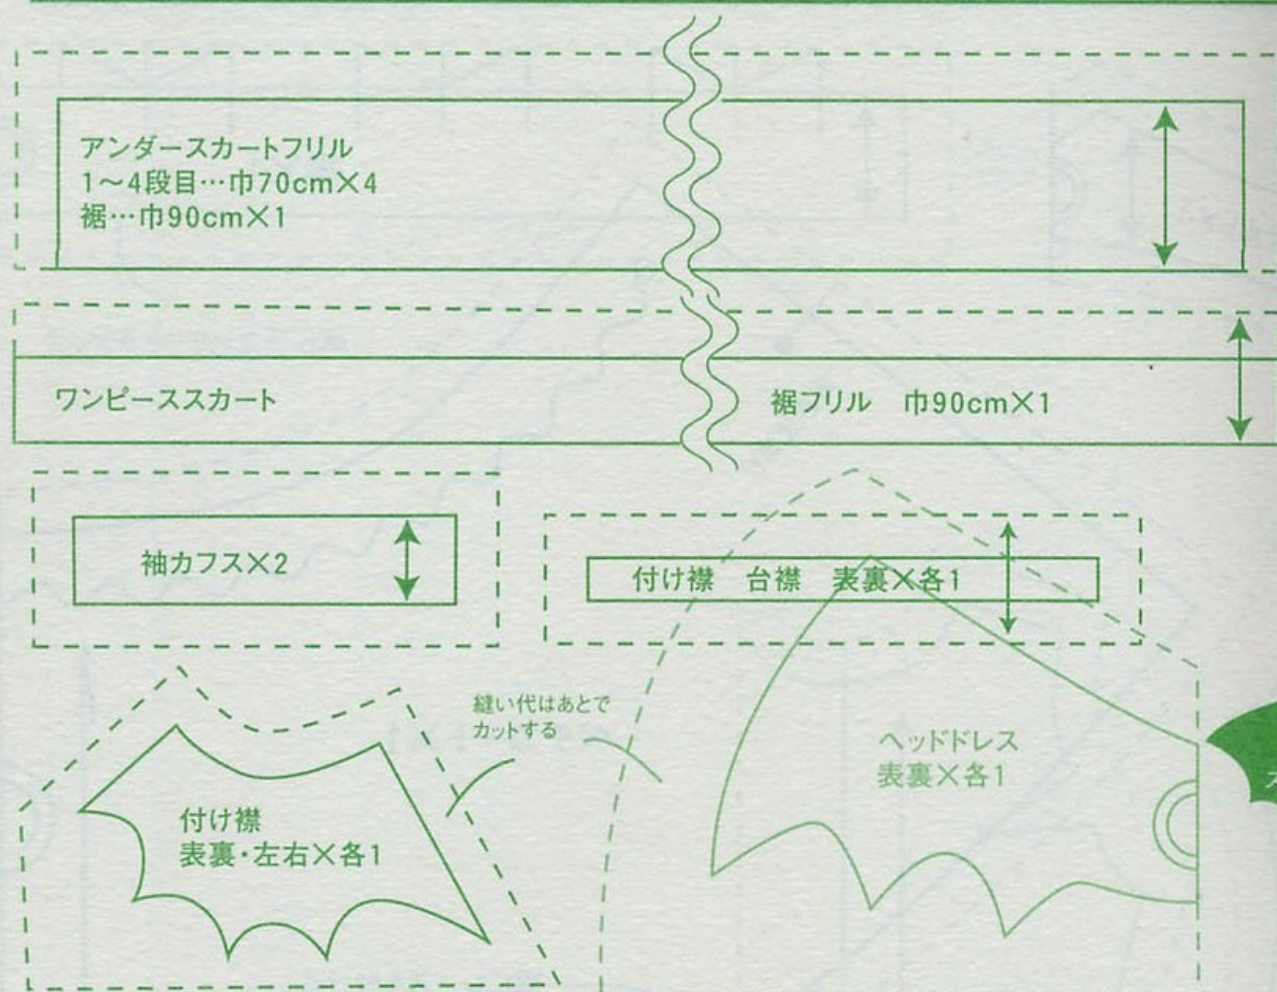 アンダースカートフリル
1〜4段目…巾70cm×4
裾…巾90cm×1
ワンピーススカート　裾フリル　巾90cm×1
袖カフス×2
付け襟　台襟　表裏×各1
縫い代はあとで
カットする
ヘッドドレス
表裏×各1
付け襟
表裏・左右×各1